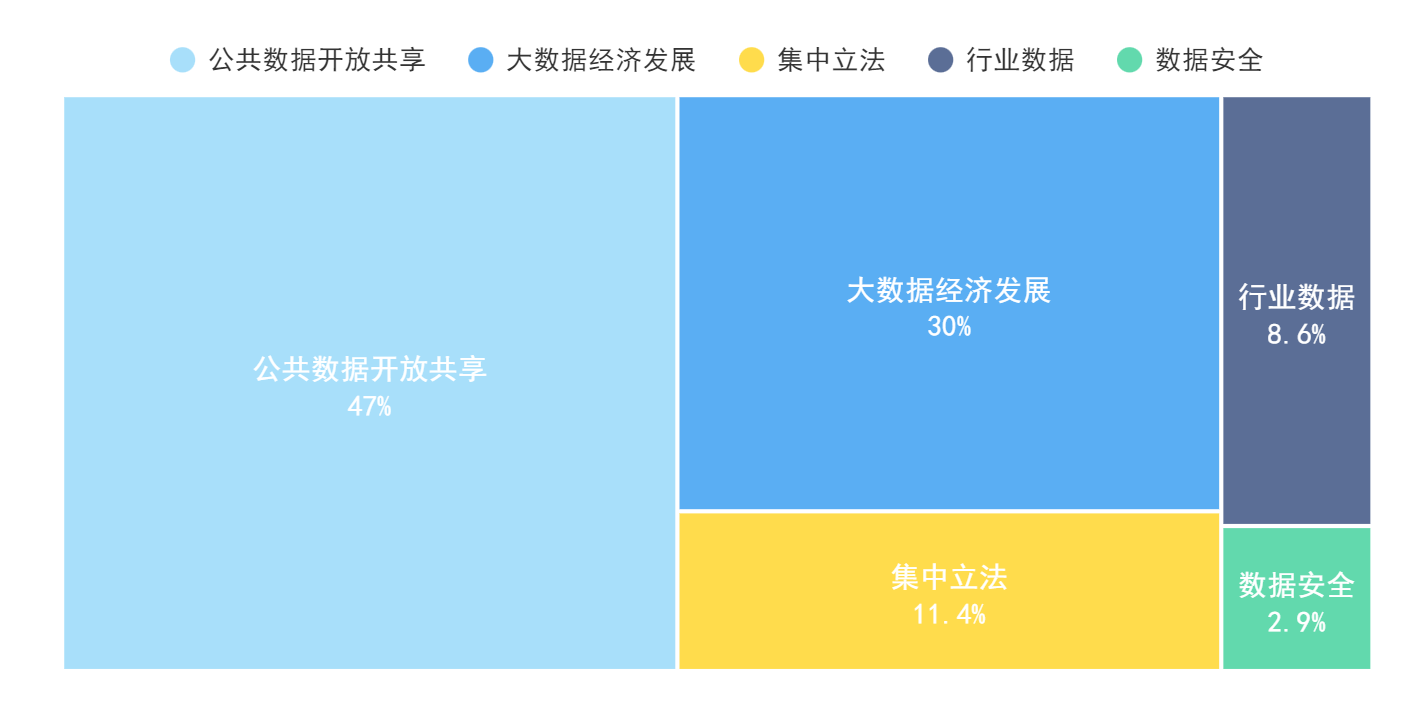 公共数据开放共享 大数据经济发展 集中立法 行业数据 数据安全
公共数据开放共享
47%
大数据经济发展
30%
集中立法
11.4%
行业数据
8.6%
数据安全
2.9%